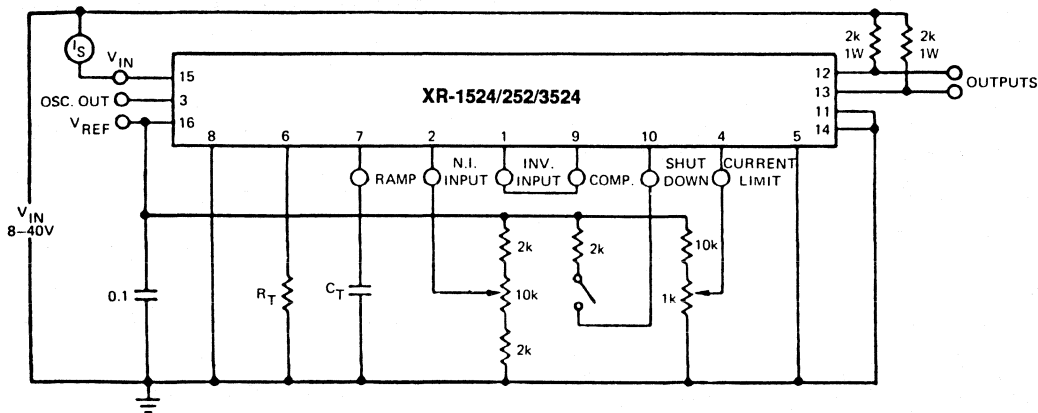 I_S
V_IN
OSC. OUT
V_REF
15
3
16
XR-1524/252/3524
12
13
11
14
2k
1W
2k
1W
OUTPUTS
8
6
7
2
1
9
10
4
5
RAMP
N.I.
INPUT
INV.
INPUT
COMP.
SHUT
DOWN
CURRENT
LIMIT
V_IN
8–40V
0.1
R_T
C_T
2k
10k
2k
2k
10k
1k